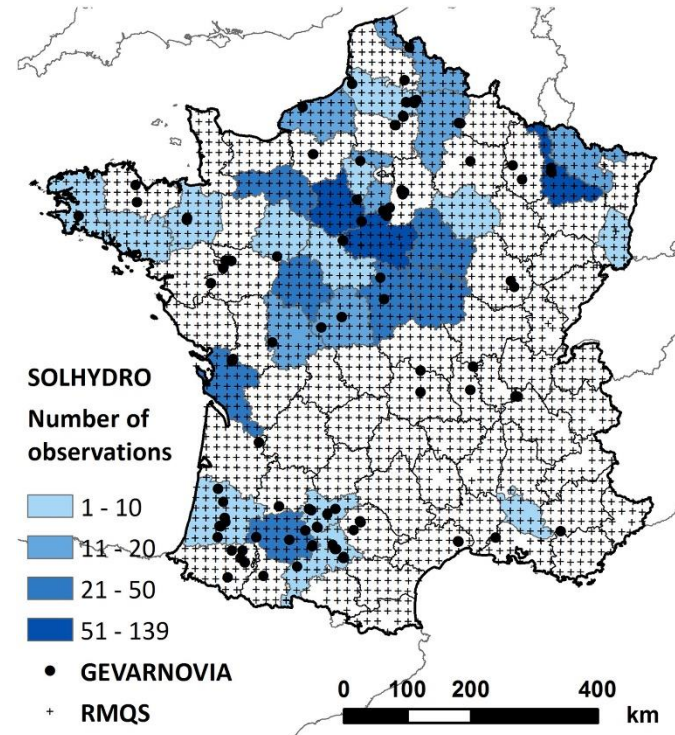 SOLHYDRO
Number of
observations
1 - 10
11 - 20
21 - 50
51 - 139
GEVARNOVIA
RMQS
0 100 200 400
km